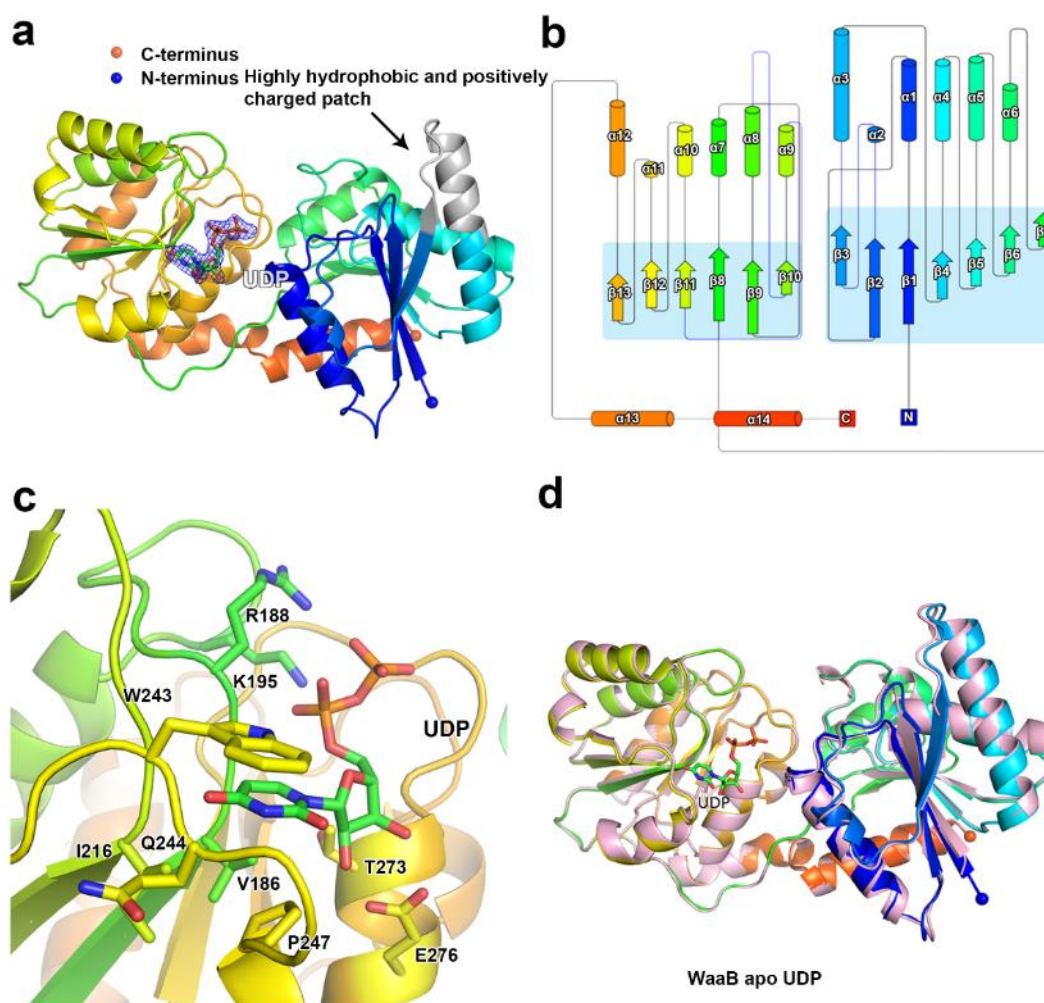 a
C-terminus
N-terminus
Highly hydrophobic and positively
charged patch
UDP
b
α3
α1
α4
α5
α6
α2
α12
α11
α10
α7
α8
α9
β3
β2
β1
β4
β5
β6
β13
β12
β11
β8
β9
β10
α13
α14
C
N
c
R188
K195
W243
UDP
I216
Q244
V186
T273
P247
E276
d
UDP
WaaB apo UDP